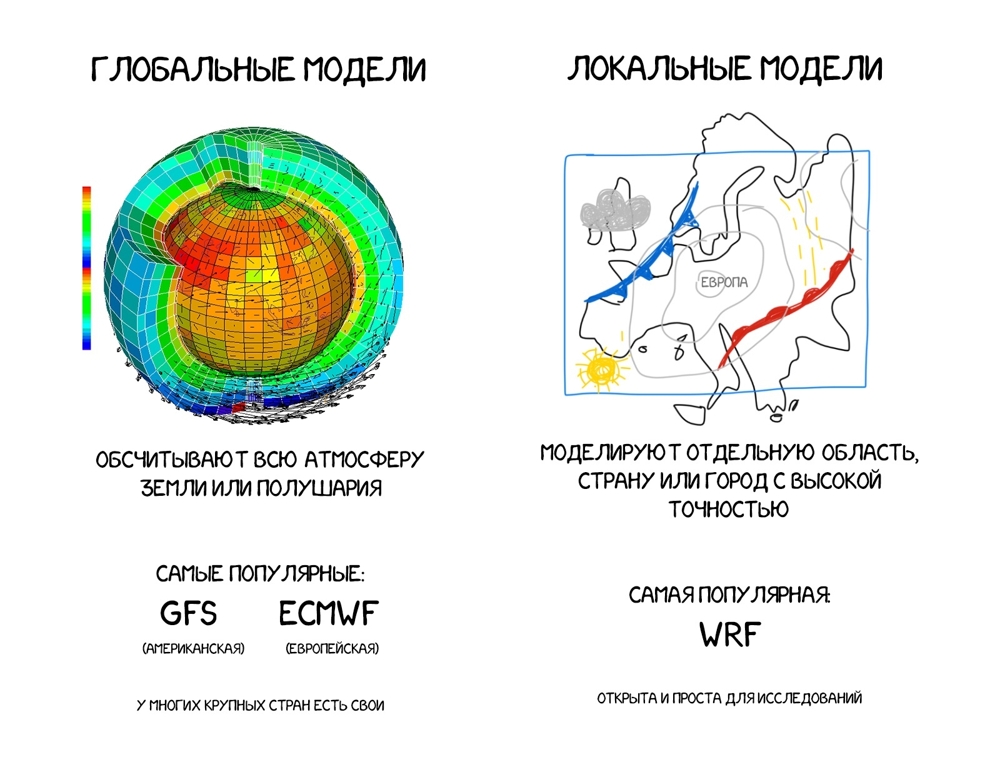 ГЛОБАЛЬНЫЕ МОДЕЛИ
ОБСЧИТЫВАЮТ ВСЮ АТМОСФЕРУ
ЗЕМЛИ ИЛИ ПОЛУШАРИЯ
САМЫЕ ПОПУЛЯРНЫЕ:
GFS ECMWF
(АМЕРИКАНСКАЯ) (ЕВРОПЕЙСКАЯ)
У МНОГИХ КРУПНЫХ СТРАН ЕСТЬ СВОИ
ЛОКАЛЬНЫЕ МОДЕЛИ
ЕВРОПА
МОДЕЛИРУЮТ ОТДЕЛЬНУЮ ОБЛАСТЬ,
СТРАНУ ИЛИ ГОРОД С ВЫСОКОЙ
ТОЧНОСТЬЮ
САМАЯ ПОПУЛЯРНАЯ:
WRF
ОТКРЫТА И ПРОСТА ДЛЯ ИССЛЕДОВАНИЙ